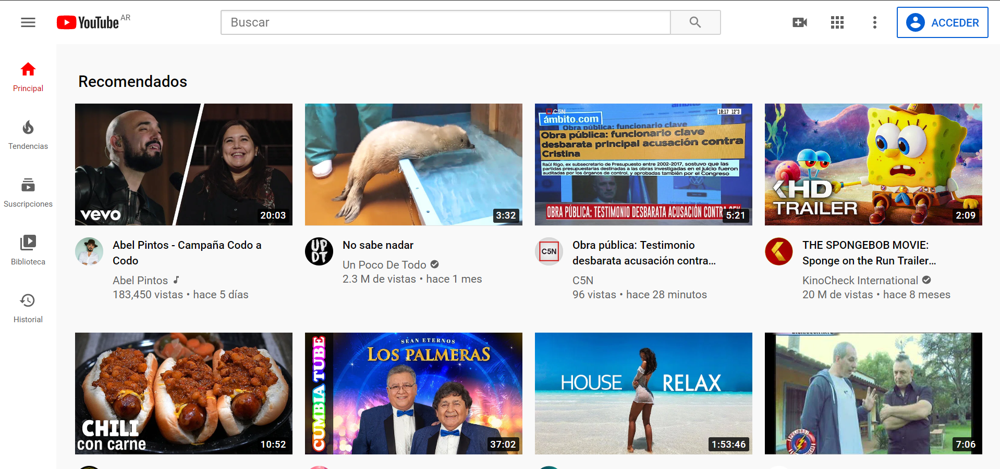 YouTube AR
Buscar
ACCEDER
Principal
Tendencias
Suscripciones
Biblioteca
Historial
Recomendados
vevo
20:03
3:32
C5N
18:17 12°3
ámbito.com
Obra pública: funcionario clave
Obra pública: funcionario clave
desbarata principal acusación contra
Cristina
Raúl Rigo, ex subsecretario de Presupuesto entre 2002-2017, sostuvo que las
partidas presupuestarias destinadas a las obras investigadas en el juicio fueron
auditadas por los órganos de control, y aprobadas también por el Congreso
OBRA PÚBLICA: TESTIMONIO DESBARATA ACUSACIÓN CONTRA
5:21
HD
TRAILER
2:09
Abel Pintos - Campaña Codo a
Codo
Abel Pintos
183,450 vistas • hace 5 días
UP
DT
No sabe nadar
Un Poco De Todo
2.3 M de vistas • hace 1 mes
C5N
Obra pública: Testimonio
desbarata acusación contra...
C5N
96 vistas • hace 28 minutos
THE SPONGEBOB MOVIE:
Sponge on the Run Trailer...
KinoCheck International
20 M de vistas • hace 8 meses
CHILI
con carne
10:52
CUMBIA TUBE
SEAN ETERNOS
LOS PALMERAS
37:02
HOUSE RELAX
1:53:46
PELIGRO
7:06